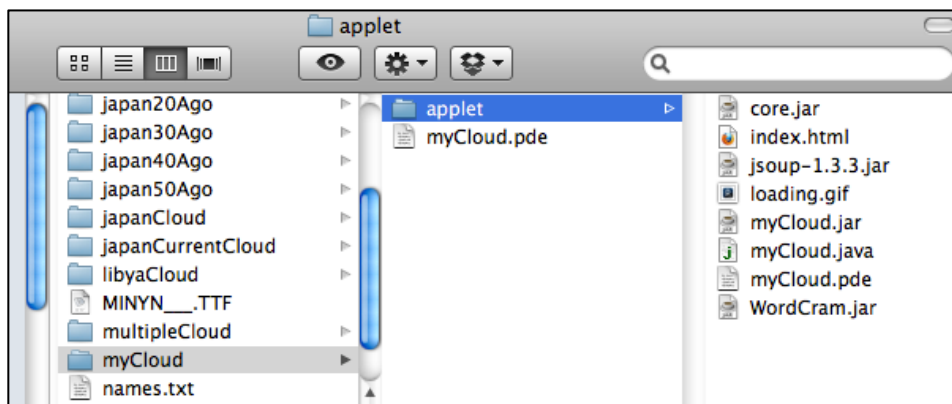 applet
japan20Ago
japan30Ago
japan40Ago
japan50Ago
japanCloud
japanCurrentCloud
libyaCloud
MINYN___.TTF
multipleCloud
myCloud
names.txt
applet
myCloud.pde
core.jar
index.html
jsoup-1.3.3.jar
loading.gif
myCloud.jar
myCloud.java
myCloud.pde
WordCram.jar